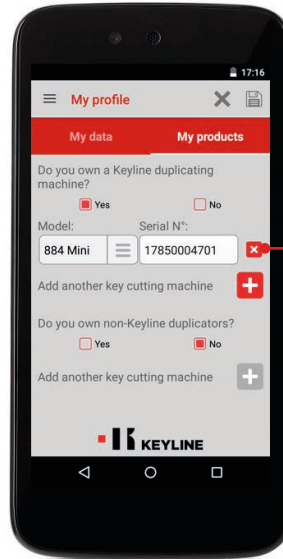 17:16
My profile
My data My products
Do you own a Keyline duplicating
machine?
Yes No
Model: Serial N°:
884 Mini 17850004701
Add another key cutting machine
Do you own non-Keyline duplicators?
Yes No
Add another key cutting machine
KEYLINE